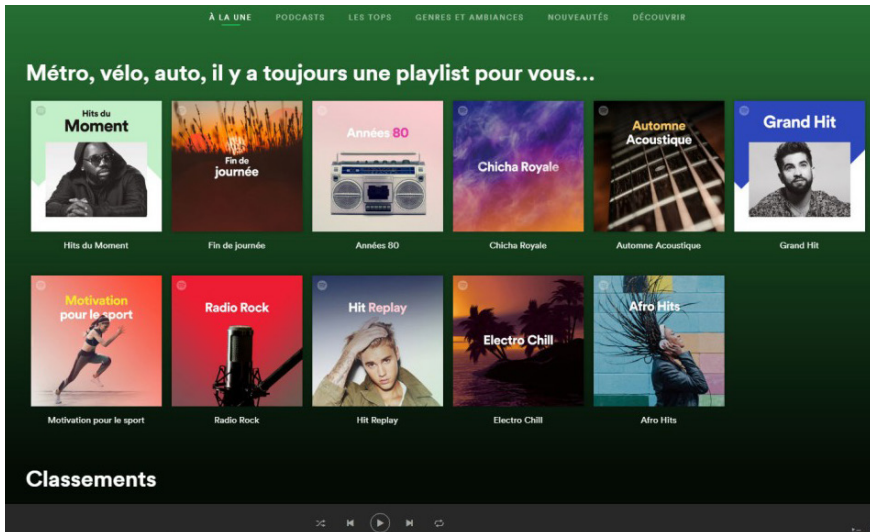 À LA UNE PODCASTS LES TOPS GENRES ET AMBIANCES NOUVEAUTÉS DÉCOUVRIR
Métro, vélo, auto, il y a toujours une playlist pour vous...
Hits du
Moment
Fin de
journée
Années 80
Chicha Royale
Automne
Acoustique
Grand Hit
Hits du Moment
Fin de journée
Années 80
Chicha Royale
Automne Acoustique
Grand Hit
Motivation
pour le sport
Radio Rock
Hit Replay
Electro Chill
Afro Hits
Motivation pour le sport
Radio Rock
Hit Replay
Electro Chill
Afro Hits
Classements